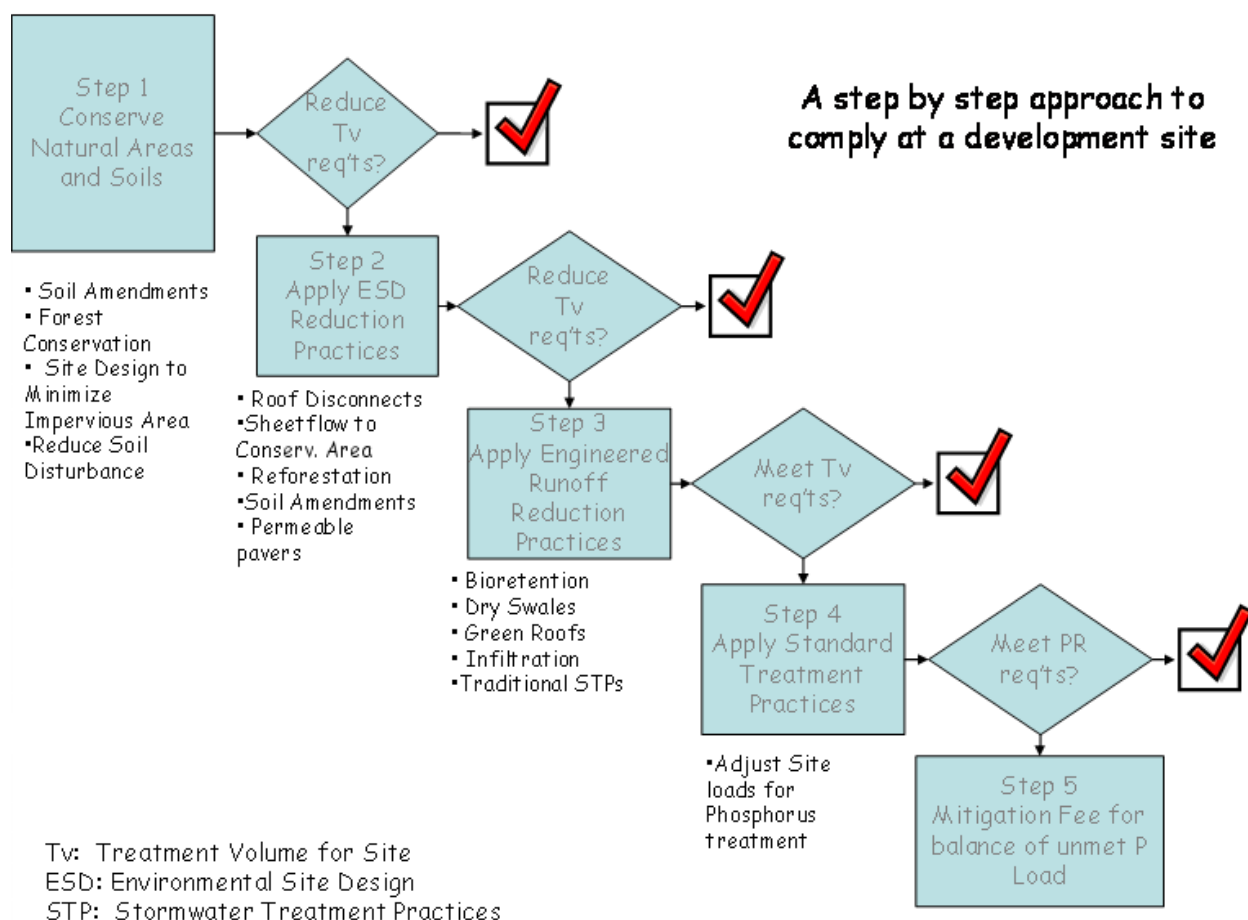 A step by step approach to
comply at a development site
Step 1
Conserve
Natural Areas
and Soils
Reduce
Tv
req'ts?
▪ Soil Amendments
▪ Forest
Conservation
▪ Site Design to
Minimize
Impervious Area
▪Reduce Soil
Disturbance
Step 2
Apply ESD
Reduction
Practices
Reduce
Tv
req'ts?
▪ Roof Disconnects
▪Sheetflow to
Conserv. Area
▪ Reforestation
▪Soil Amendments
▪ Permeable
pavers
Step 3
Apply Engineered
Runoff
Reduction
Practices
Meet Tv
req'ts?
▪ Bioretention
▪ Dry Swales
▪ Green Roofs
▪ Infiltration
▪Traditional STPs
Step 4
Apply Standard
Treatment
Practices
Meet PR
req'ts?
▪Adjust Site
loads for
Phosphorus
treatment
Step 5
Mitigation Fee for
balance of unmet P
Load
Tv: Treatment Volume for Site
ESD: Environmental Site Design
STP: Stormwater Treatment Practices